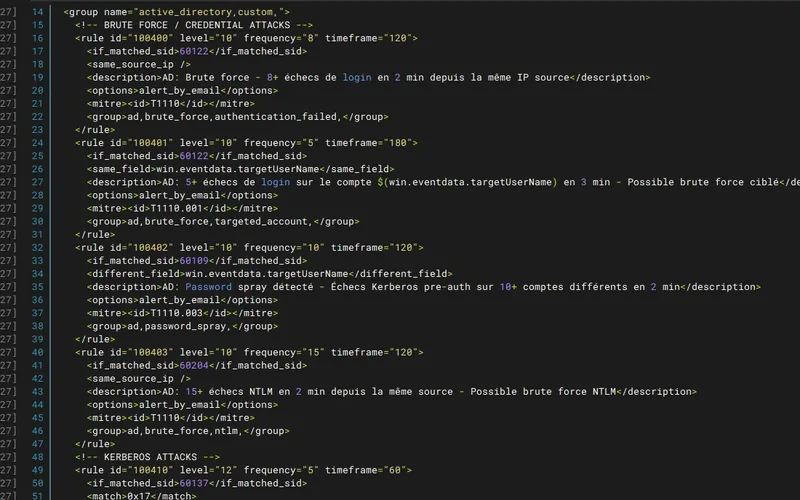 27] 14 <group name="active_directory,custom,">
27] 15 <!-- BRUTE FORCE / CREDENTIAL ATTACKS -->
27] 16 <rule id="100400" level="10" frequency="8" timeframe="120">
27] 17 <if_matched_sid>60122</if_matched_sid>
27] 18 <same_source_ip />
27] 19 <description>AD: Brute force - 8+ échecs de login en 2 min depuis la même IP source</description>
27] 20 <options>alert_by_email</options>
27] 21 <mitre><id>T1110</id></mitre>
27] 22 <group>ad,brute_force,authentication_failed,</group>
27] 23 </rule>
27] 24 <rule id="100401" level="10" frequency="5" timeframe="180">
27] 25 <if_matched_sid>60122</if_matched_sid>
27] 26 <same_field>win.eventdata.targetUserName</same_field>
27] 27 <description>AD: 5+ échecs de login sur le compte $(win.eventdata.targetUserName) en 3 min - Possible brute force ciblé</de
27] 28 <options>alert_by_email</options>
27] 29 <mitre><id>T1110.001</id></mitre>
27] 30 <group>ad,brute_force,targeted_account,</group>
27] 31 </rule>
27] 32 <rule id="100402" level="10" frequency="10" timeframe="120">
27] 33 <if_matched_sid>60109</if_matched_sid>
27] 34 <different_field>win.eventdata.targetUserName</different_field>
27] 35 <description>AD: Password spray détecté - Échecs Kerberos pre-auth sur 10+ comptes différents en 2 min</description>
27] 36 <options>alert_by_email</options>
27] 37 <mitre><id>T1110.003</id></mitre>
27] 38 <group>ad,password_spray,</group>
27] 39 </rule>
27] 40 <rule id="100403" level="10" frequency="15" timeframe="120">
27] 41 <if_matched_sid>60204</if_matched_sid>
27] 42 <same_source_ip />
27] 43 <description>AD: 15+ échecs NTLM en 2 min depuis la même source - Possible brute force NTLM</description>
27] 44 <options>alert_by_email</options>
27] 45 <mitre><id>T1110</id></mitre>
27] 46 <group>ad,brute_force,ntlm,</group>
27] 47 </rule>
27] 48 <!-- KERBEROS ATTACKS -->
27] 49 <rule id="100410" level="12" frequency="5" timeframe="60">
27] 50 <if_matched_sid>60137</if_matched_sid>
27] 51 <match>0x17</match>